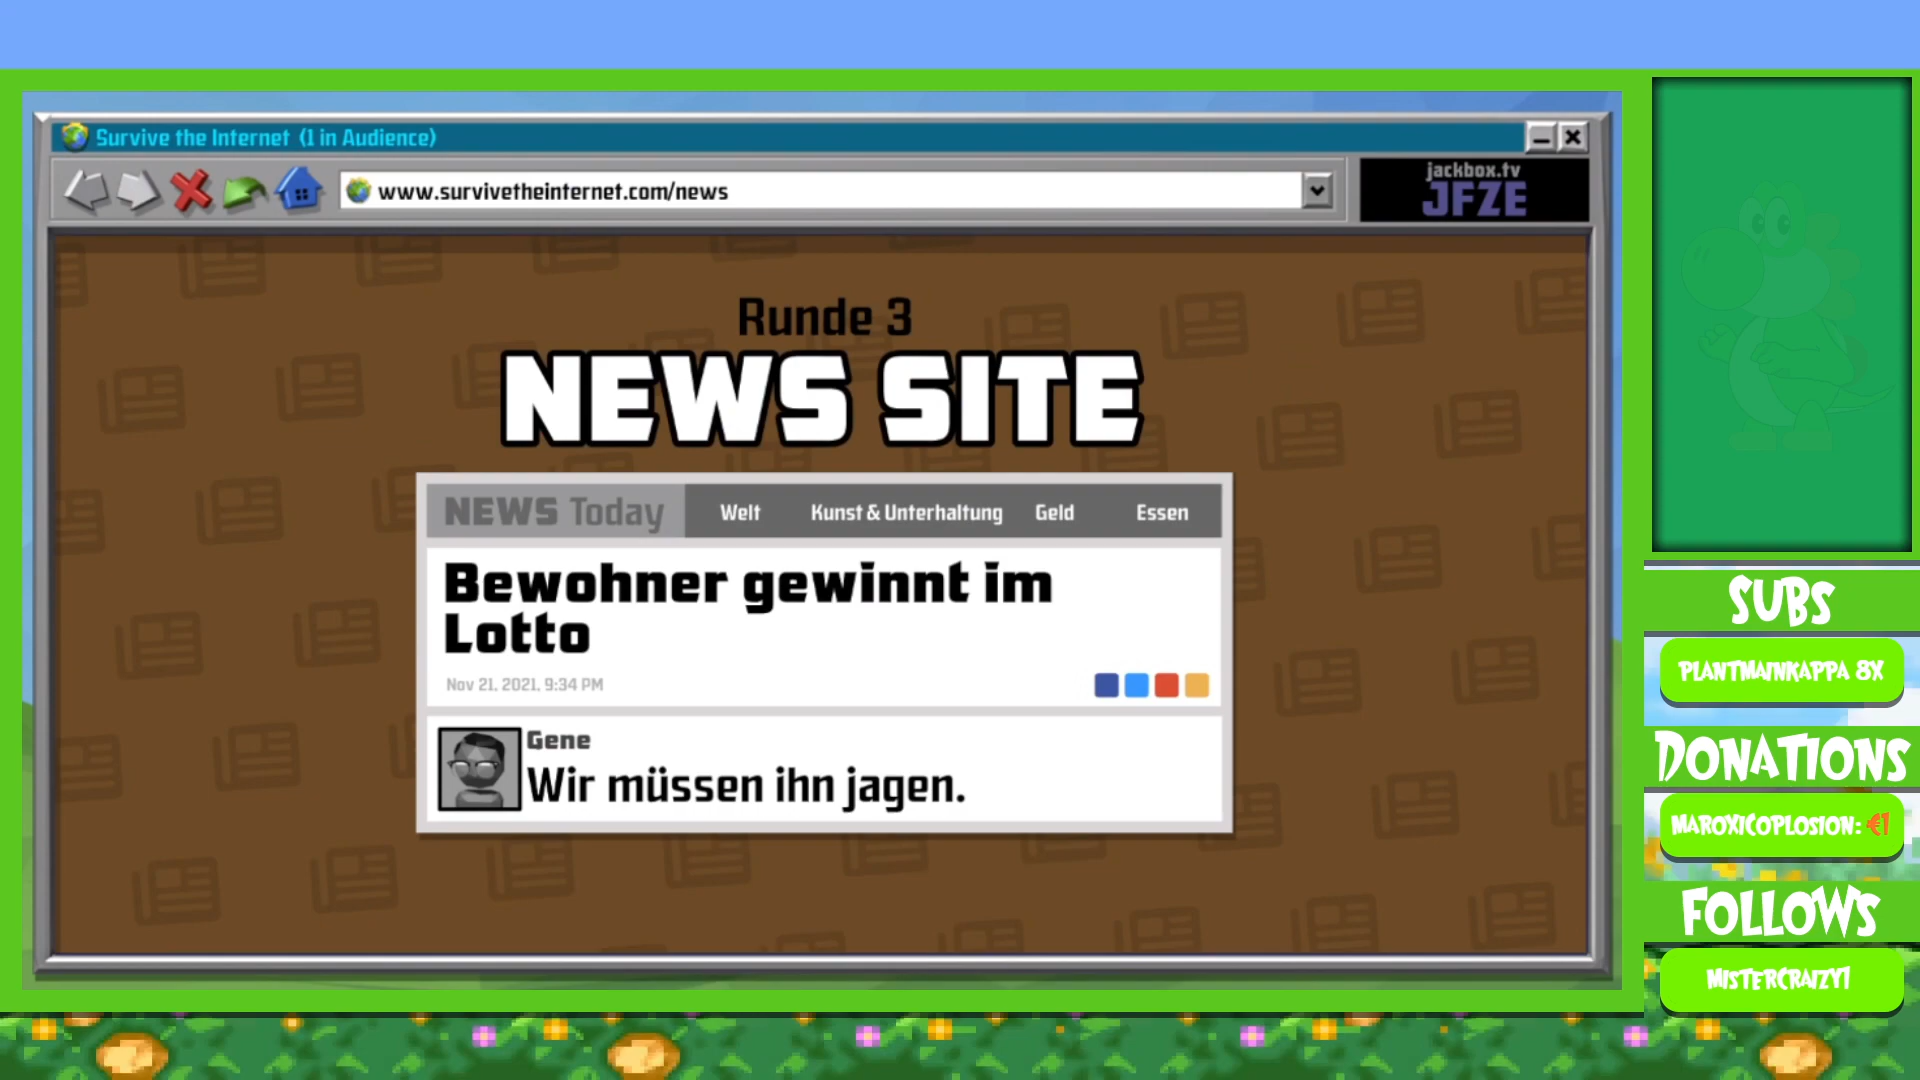 Survive the Internet (1 in Audience)
www.survivetheinternet.com/news
jackbox.tv
JFZE
Runde 3
NEWS SITE
NEWS Today Welt Kunst & Unterhaltung Geld Essen
Bewohner gewinnt im
Lotto
Nov 21, 2021, 9:34 PM
Gene
Wir müssen ihn jagen.
SUBS
PLANTMAINKAPPA 8X
DONATIONS
MAROXICOPLOSION: €1
FOLLOWS
MISTERCRAIZY1